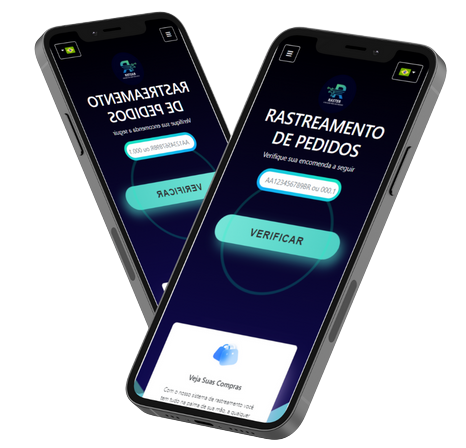 RASTREAMENTO
DE PEDIDOS
Verifique sua encomenda a seguir
AA123456789BR ou 000.1
VERIFICAR
RASTREAMENTO
DE PEDIDOS
Verifique sua encomenda a seguir
AA123456789BR ou 000.1
VERIFICAR
Veja Suas Compras
Com o nosso sistema de rastreamento você
tem tudo na palma de sua mão, a qualquer